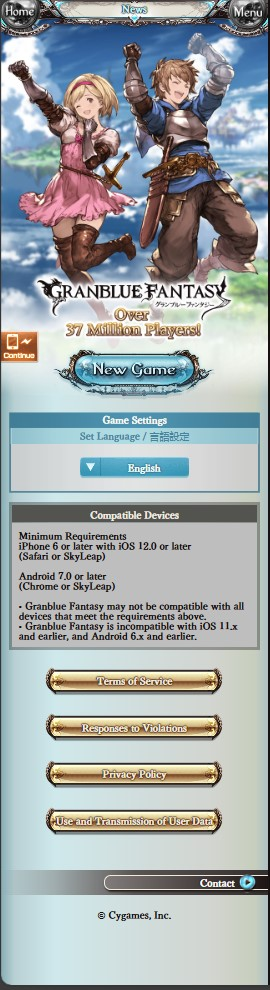 Home
News
Menu
GRANBLUE FANTASY
グランブルーファンタジー
Over
37 Million Players!
Continue
New Game
Game Settings
Set Language / 言語設定
English
Compatible Devices
Minimum Requirements
iPhone 6 or later with iOS 12.0 or later
(Safari or SkyLeap)
Android 7.0 or later
(Chrome or SkyLeap)
• Granblue Fantasy may not be compatible with all
devices that meet the requirements above.
• Granblue Fantasy is incompatible with iOS 11.x
and earlier, and Android 6.x and earlier.
Terms of Service
Responses to Violations
Privacy Policy
Use and Transmission of User Data
Contact
© Cygames, Inc.